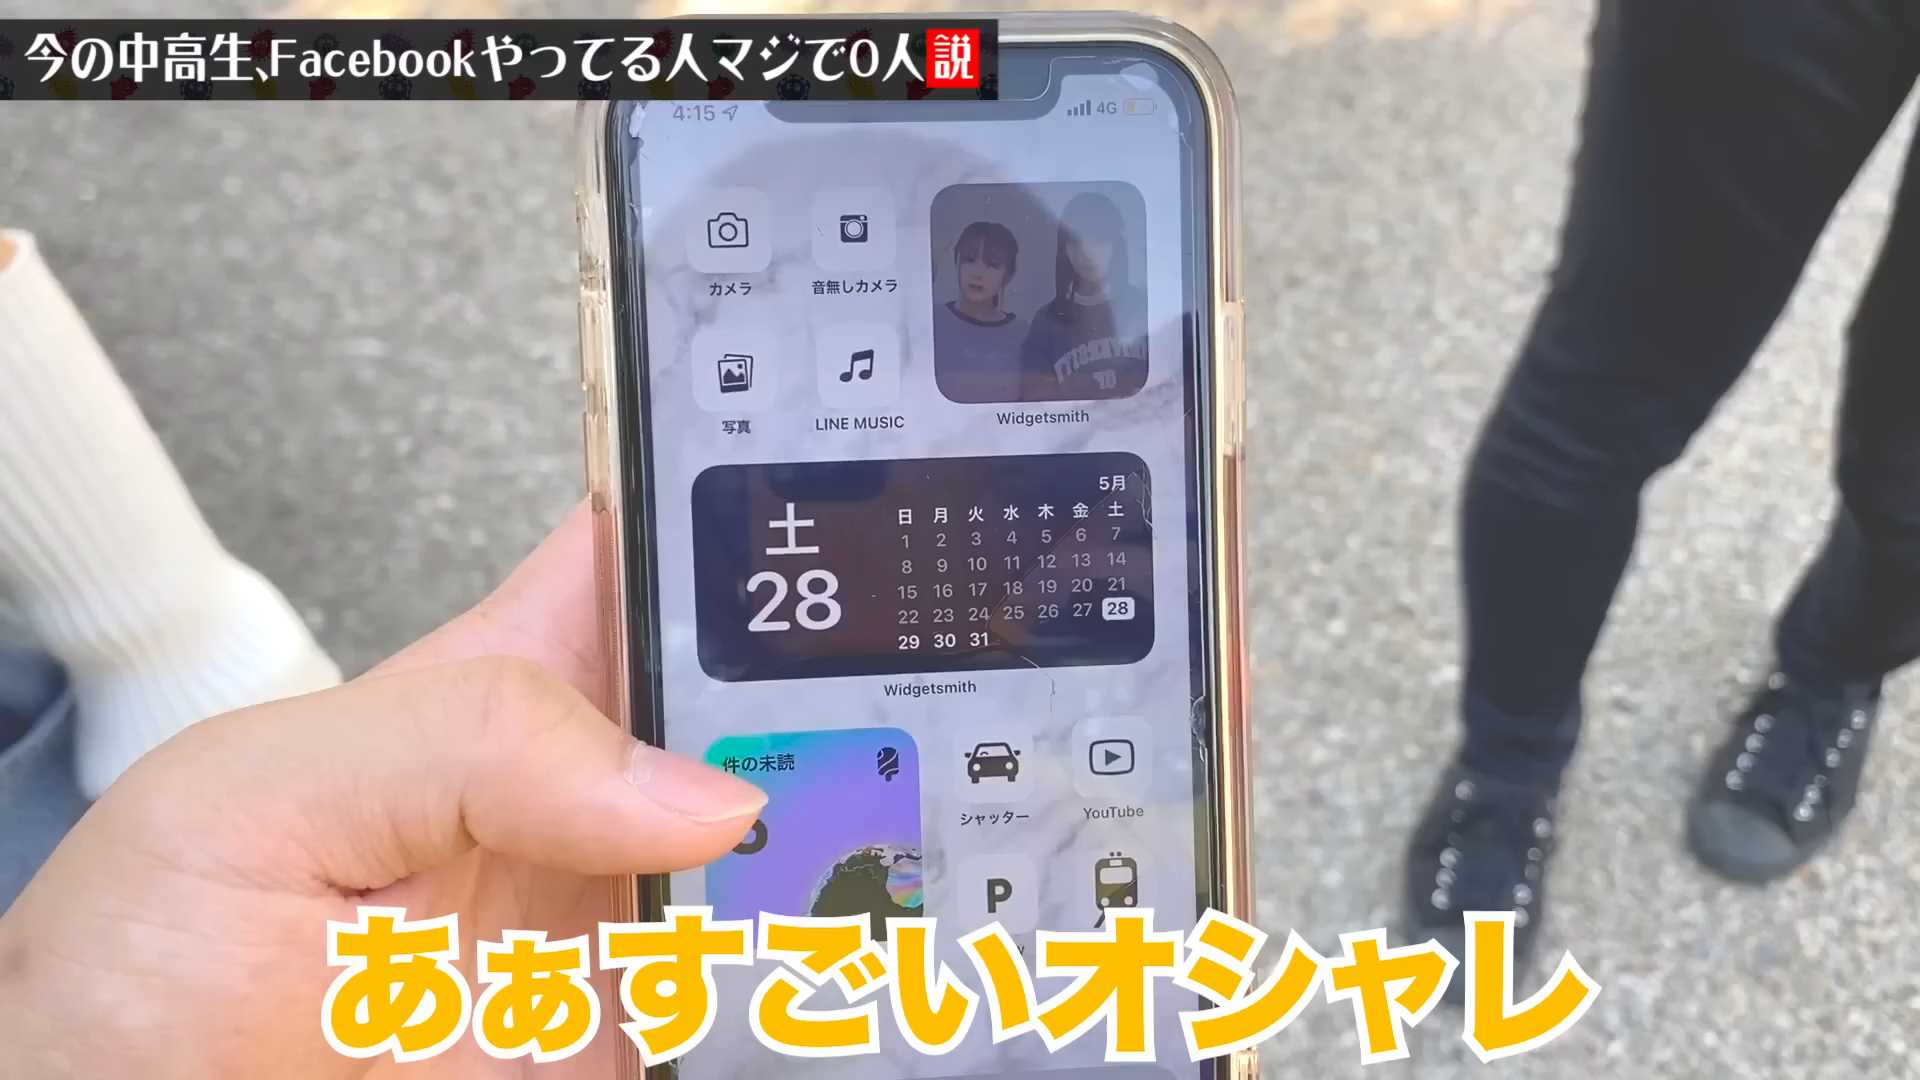 今の中高生、Facebookやってる人マジで0人説
4:15
4G
カメラ
音無しカメラ
写真
LINE MUSIC
UNIVERSITY
OF
Widgetsmith
5月
土
28
日 月 火 水 木 金 土
1 2 3 4 5 6 7
8 9 10 11 12 13 14
15 16 17 18 19 20 21
22 23 24 25 26 27 28
29 30 31
Widgetsmith
件の未読
シャッター
YouTube
P
あぁすごいオシャレ